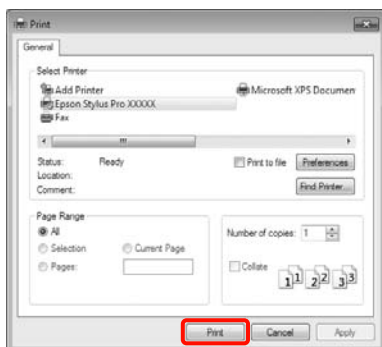 Print
General
Select Printer
Add Printer
Microsoft XPS Documen
Epson Stylus Pro XXXXX
Fax
Status: Ready
Print to file
Preferences
Location:
Comment:
Find Printer...
Page Range
All
Selection
Current Page
Pages:
Number of copies: 1
Collate
1 1 2 2 3 3
Print
Cancel
Apply